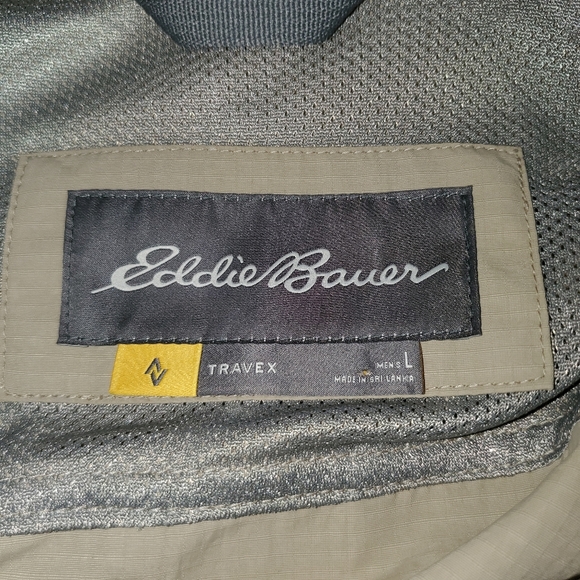 Eddie Bauer
TRAVEX
MEN'S L
MADE IN SRI LANKA